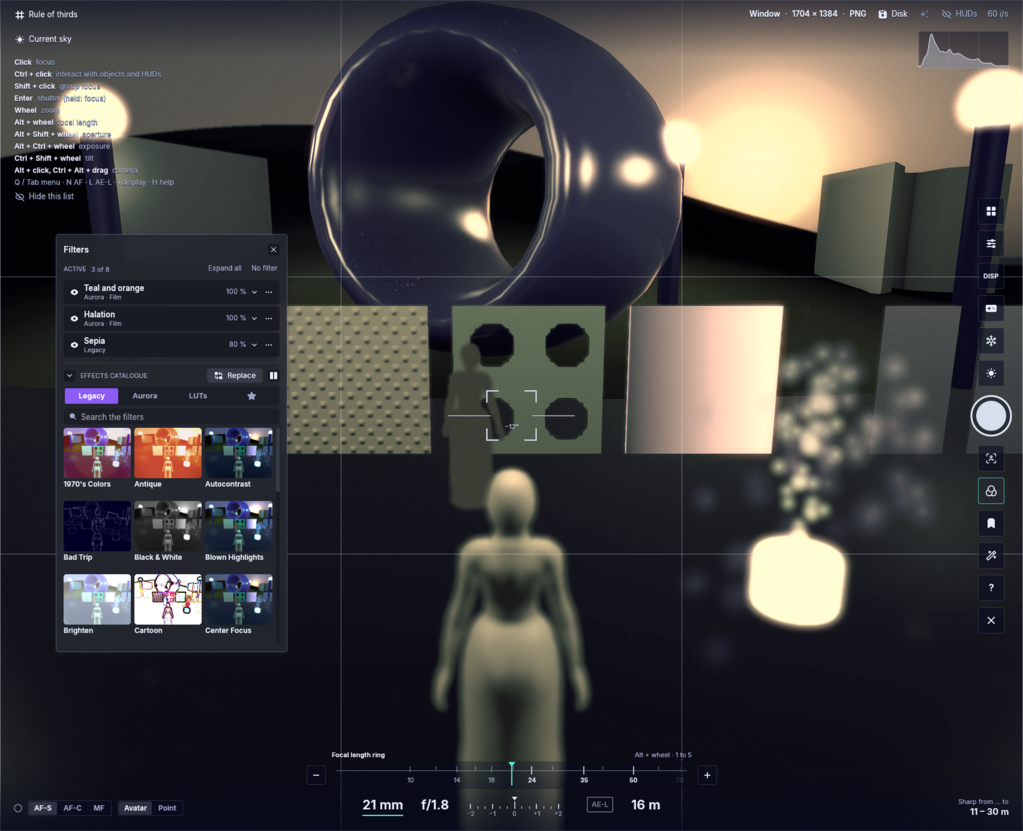 Rule of thirds
Window · 1704 × 1384 · PNG Disk HUDs 60 i/s
Current sky
Click focus
Ctrl + click interact with objects and HUDs
Shift + click group focus
Enter shutter (held: focus)
Wheel zoom
Alt + wheel focal length
Alt + Shift + wheel aperture
Alt + Ctrl + wheel exposure
Ctrl + Shift + wheel tilt
Alt + click, Ctrl + Alt + drag camera
Q / Tab menu · N AF · L AE-L · I display · H help
Hide this list
Filters
ACTIVE 3 of 8 Expand all No filter
Teal and orange
Aurora · Film
100 %
Halation
Aurora · Film
100 %
Sepia
Legacy
80 %
EFFECTS CATALOGUE Replace
Legacy Aurora LUTs
Search the filters
1970's Colors Antique Autocontrast
Bad Trip Black & White Blown Highlights
Brighten Cartoon Center Focus
DISP
?
-12°
Focal length ring Alt + wheel · 1 to 5
10 14 18 24 35 50 70
21 mm f/1.8
-2 -1 0 +1 +2
AE-L 16 m
AF-S AF-C MF Avatar Point
Sharp from ... to
11 – 30 m